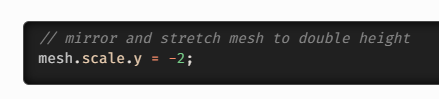 // mirror and stretch mesh to double height
mesh.scale.y = -2;